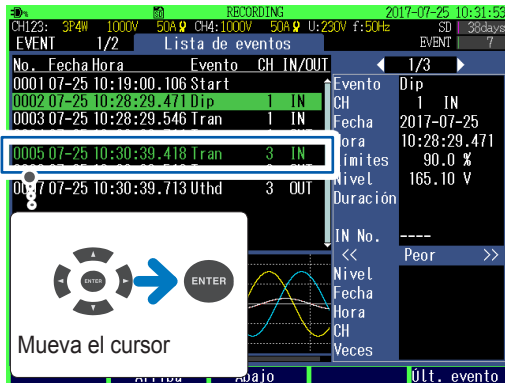 RECORDING 2017-07-25 10:31:53
CH123: 3P4W 1000V 50A CH4:1000V 50A U:230V f:50Hz SD 38days
EVENT 1/2 Lista de eventos EVENT 7
No. Fecha Hora Evento CH IN/OUT 1/3
0001 07-25 10:19:00.106 Start
0002 07-25 10:28:29.471 Dip 1 IN
0003 07-25 10:28:29.546 Tran 1 IN
0005 07-25 10:30:39.418 Tran 3 IN
07-25 10:30:39.713 Uthd 3 OUT
Evento Dip
CH 1 IN
Fecha 2017-07-25
10:28:29.471
90.0 %
Nivel 165.10 V
Duración
IN No. ----
<< Peor >>
Nivel
Fecha
Hora
CH
Veces
ENTER
ENTER
Mueva el cursor
Últ. evento